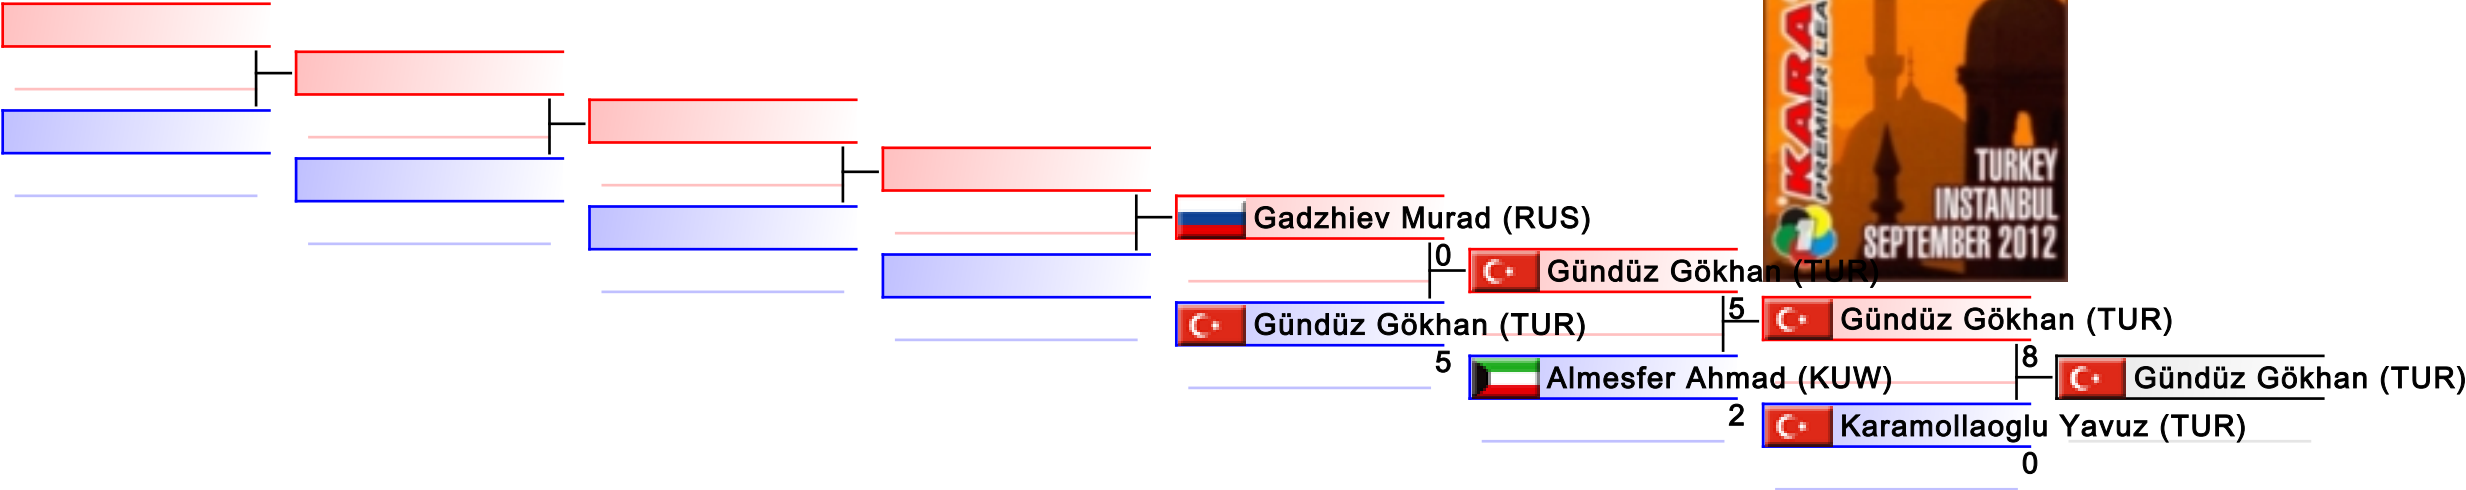 KARA
PREMIER LEA
1
TURKEY
INSTANBUL
SEPTEMBER 2012
Gadzhiev Murad (RUS)
0
Gündüz Gökhan (TUR)
Gündüz Gökhan (TUR)
5
5
Gündüz Gökhan (TUR)
Almesfer Ahmad (KUW)
2
8
Gündüz Gökhan (TUR)
Karamollaoglu Yavuz (TUR)
0